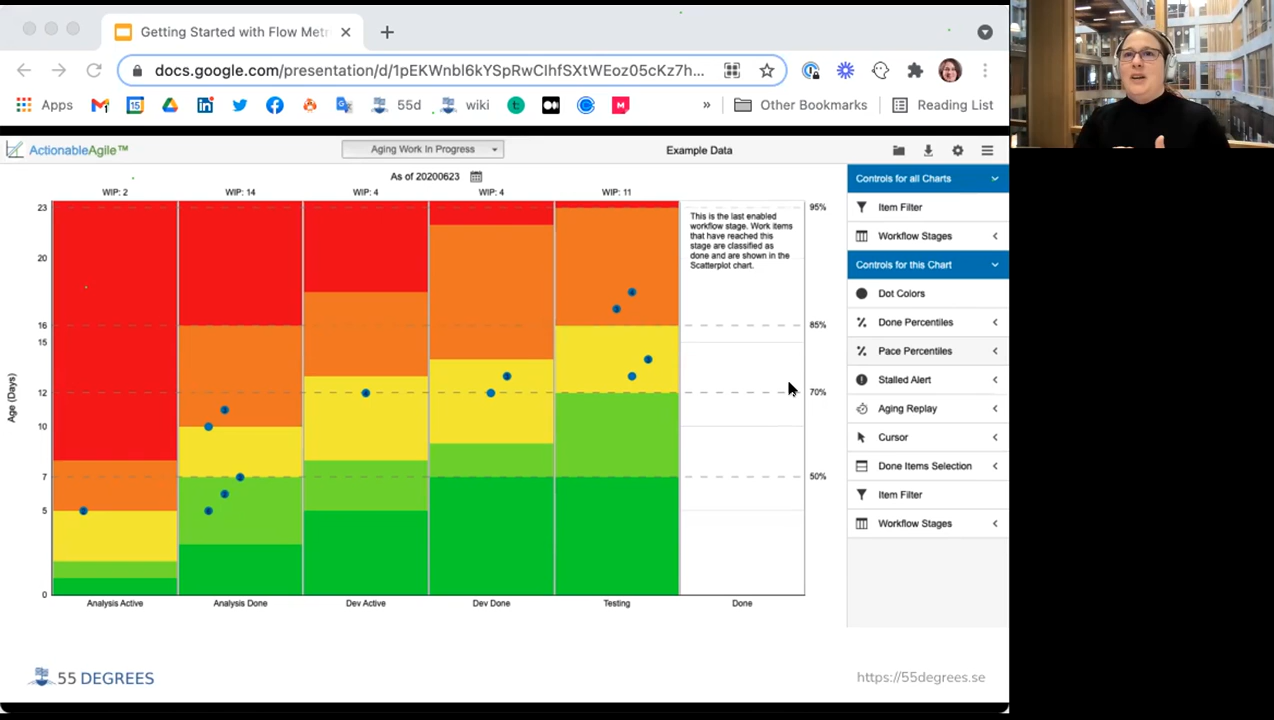 Getting Started with Flow Met
docs.google.com/presentation/d/1pEKWnbl6kYSpRwClhfSXtWEoz05cKz7h...
Apps
55d
wiki
» Other Bookmarks
Reading List
ActionableAgile™
Aging Work In Progress
Example Data
As of 20200623
WIP: 2
WIP: 14
WIP: 4
WIP: 4
WIP: 11
23
20
16
15
12
10
7
5
0
Age (Days)
95%
85%
70%
50%
This is the last enabled
workflow stage. Work items
that have reached this
stage are classified as
done and are shown in the
Scatterplot chart.
Analysis Active
Analysis Done
Dev Active
Dev Done
Testing
Done
Controls for all Charts
Item Filter
Workflow Stages
Controls for this Chart
Dot Colors
Done Percentiles
Pace Percentiles
Stalled Alert
Aging Replay
Cursor
Done Items Selection
Item Filter
Workflow Stages
55 DEGREES
https://55degrees.se